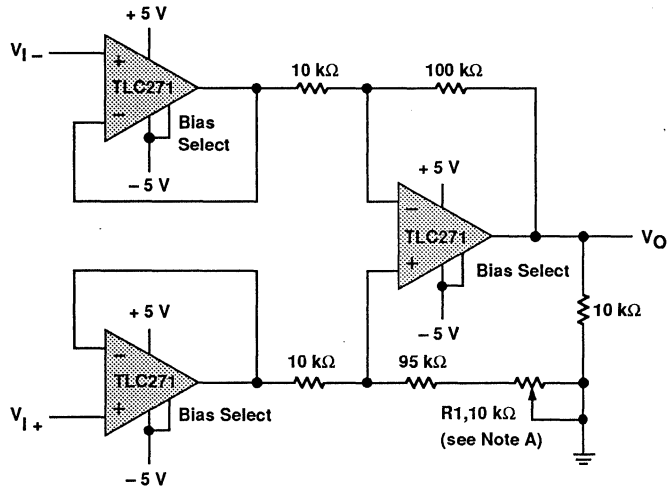 + 5 V
V I –
+
TLC271
–
Bias
Select
– 5 V
10 kΩ
100 kΩ
+ 5 V
–
TLC271
+
Bias Select
– 5 V
V O
10 kΩ
+ 5 V
–
TLC271
+
Bias Select
V I +
– 5 V
10 kΩ
95 kΩ
R1, 10 kΩ
(see Note A)